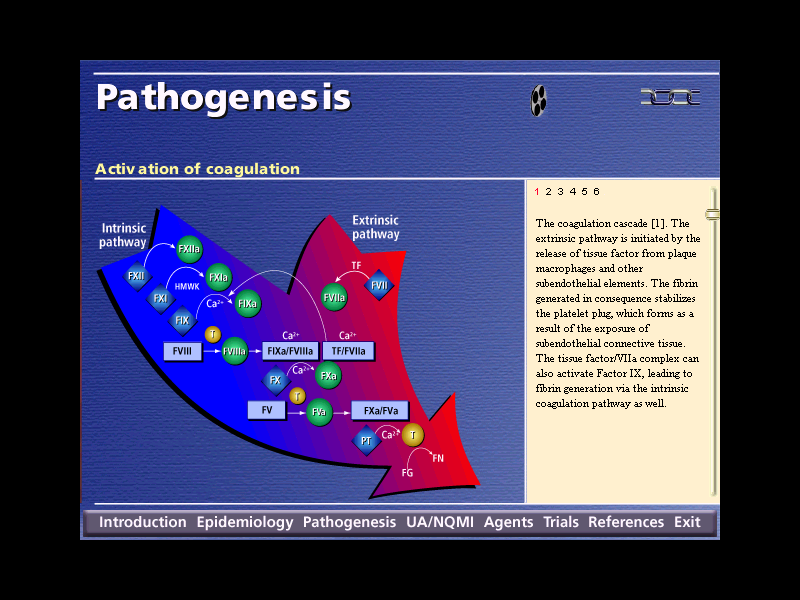 Pathogenesis
Activation of coagulation
1 2 3 4 5 6
Intrinsic
pathway
Extrinsic
pathway
FXIIa
FXII
HMWK
FXIa
FXI
Ca2+
FIXa
FIX
TF
FVII
FVIIa
T
FVIII
FVIIIa
Ca2+
FIXa/FVIIIa
Ca2+
TF/FVIIa
FX
Ca2+
FXa
T
FV
FVa
FXa/FVa
PT
Ca2+
T
FG
FN
The coagulation cascade [1]. The
extrinsic pathway is initiated by the
release of tissue factor from plaque
macrophages and other
subendothelial elements. The fibrin
generated in consequence stabilizes
the platelet plug, which forms as a
result of the exposure of
subendothelial connective tissue.
The tissue factor/VIIa complex can
also activate Factor IX, leading to
fibrin generation via the intrinsic
coagulation pathway as well.
Introduction Epidemiology Pathogenesis UA/NQMI Agents Trials References Exit